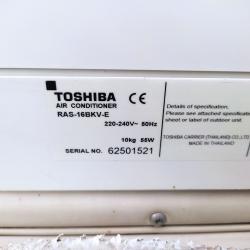 TOSHIBA CE
AIR CONDITIONER
RAS-16BKV-E
220-240V~ 50Hz
10kg 55W
SERIAL NO. 62501521
Details of specification,
Please see attached specificati
sheet or label of outdoor unit
TOSHIBA CARRIER (THAILAND) CO.,LTD
MADE IN THAILAND